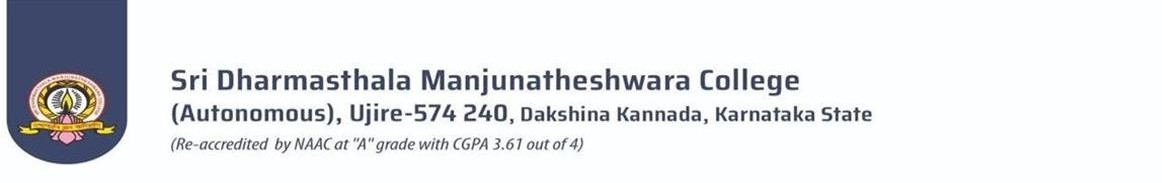 Sri Dharmasthala Manjunatheshwara College
(Autonomous), Ujire-574 240, Dakshina Kannada, Karnataka State
(Re-accredited by NAAC at "A" grade with CGPA 3.61 out of 4)